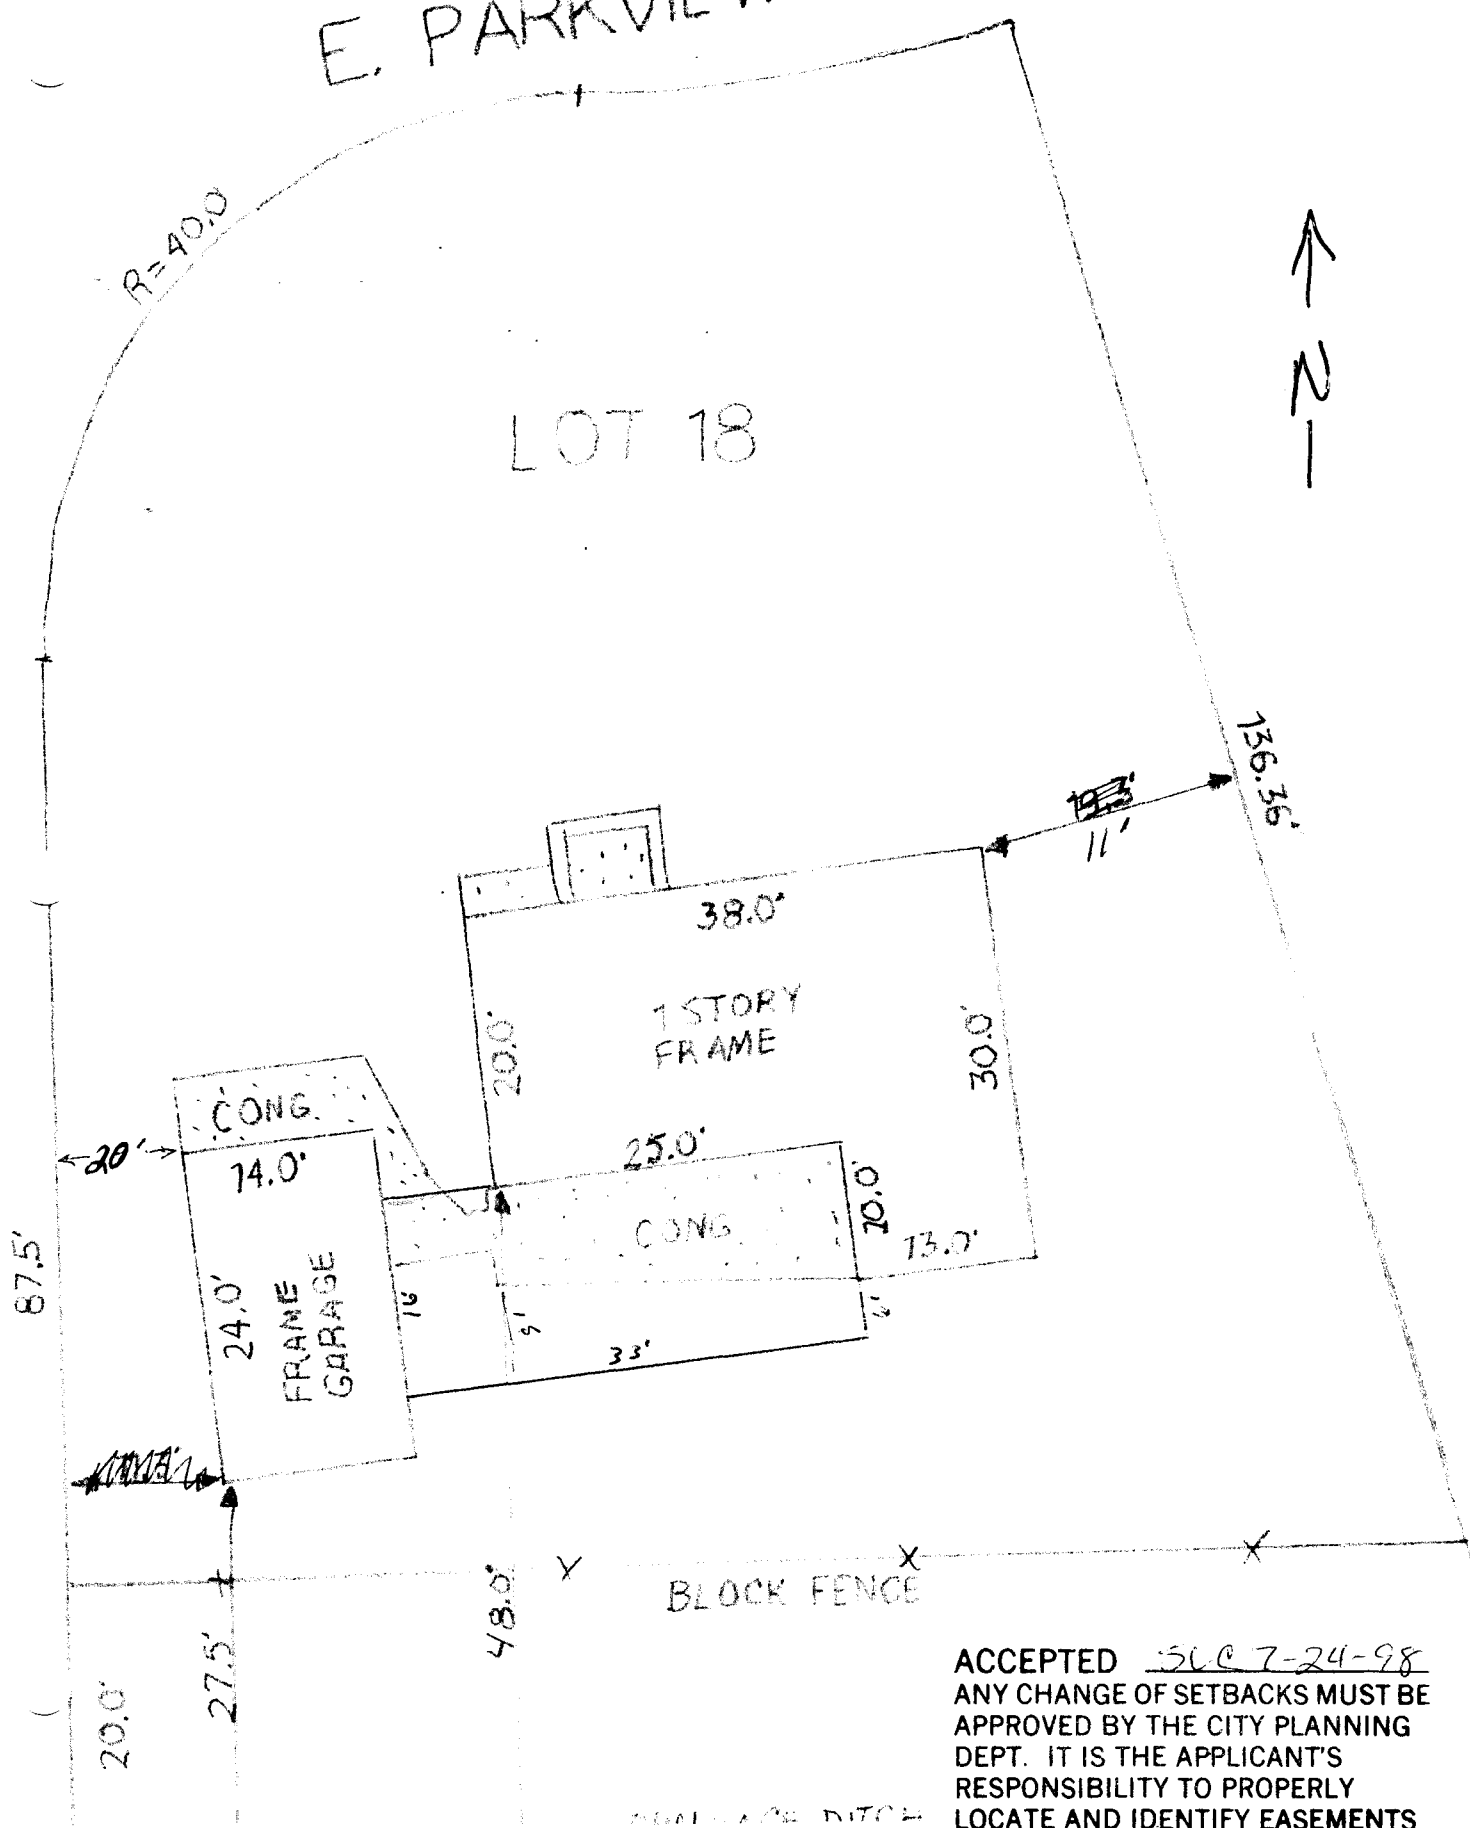 E. PARKVIEW
R=40.0
LOT 18
N
136.36'
11'
38.0'
1 STORY
FRAME
20.0'
30.0'
CONC.
20'
14.0'
25.0'
CONC
10.0'
13.0'
87.5'
24.0'
FRAME
GARAGE
16'
9'
6'
33'
BLOCK FENCE
48.0'
27.5'
20.0'
DITCH
ACCEPTED SLC 7-24-98
ANY CHANGE OF SETBACKS MUST BE
APPROVED BY THE CITY PLANNING
DEPT. IT IS THE APPLICANT'S
RESPONSIBILITY TO PROPERLY
LOCATE AND IDENTIFY EASEMENTS